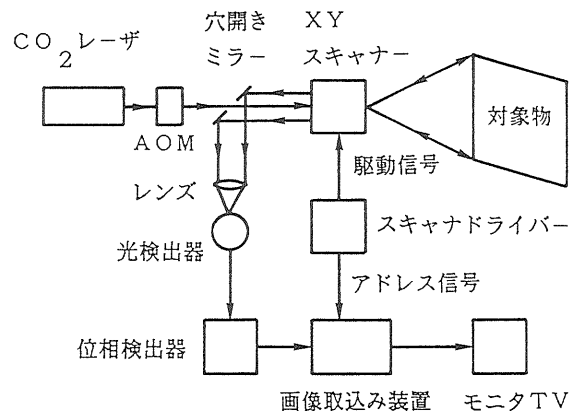 穴開き XY
CO2レーザ ミラー スキャナー
対象物
AOM
駆動信号
レンズ
スキャナドライバー
光検出器
アドレス信号
位相検出器
画像取込み装置 モニタTV